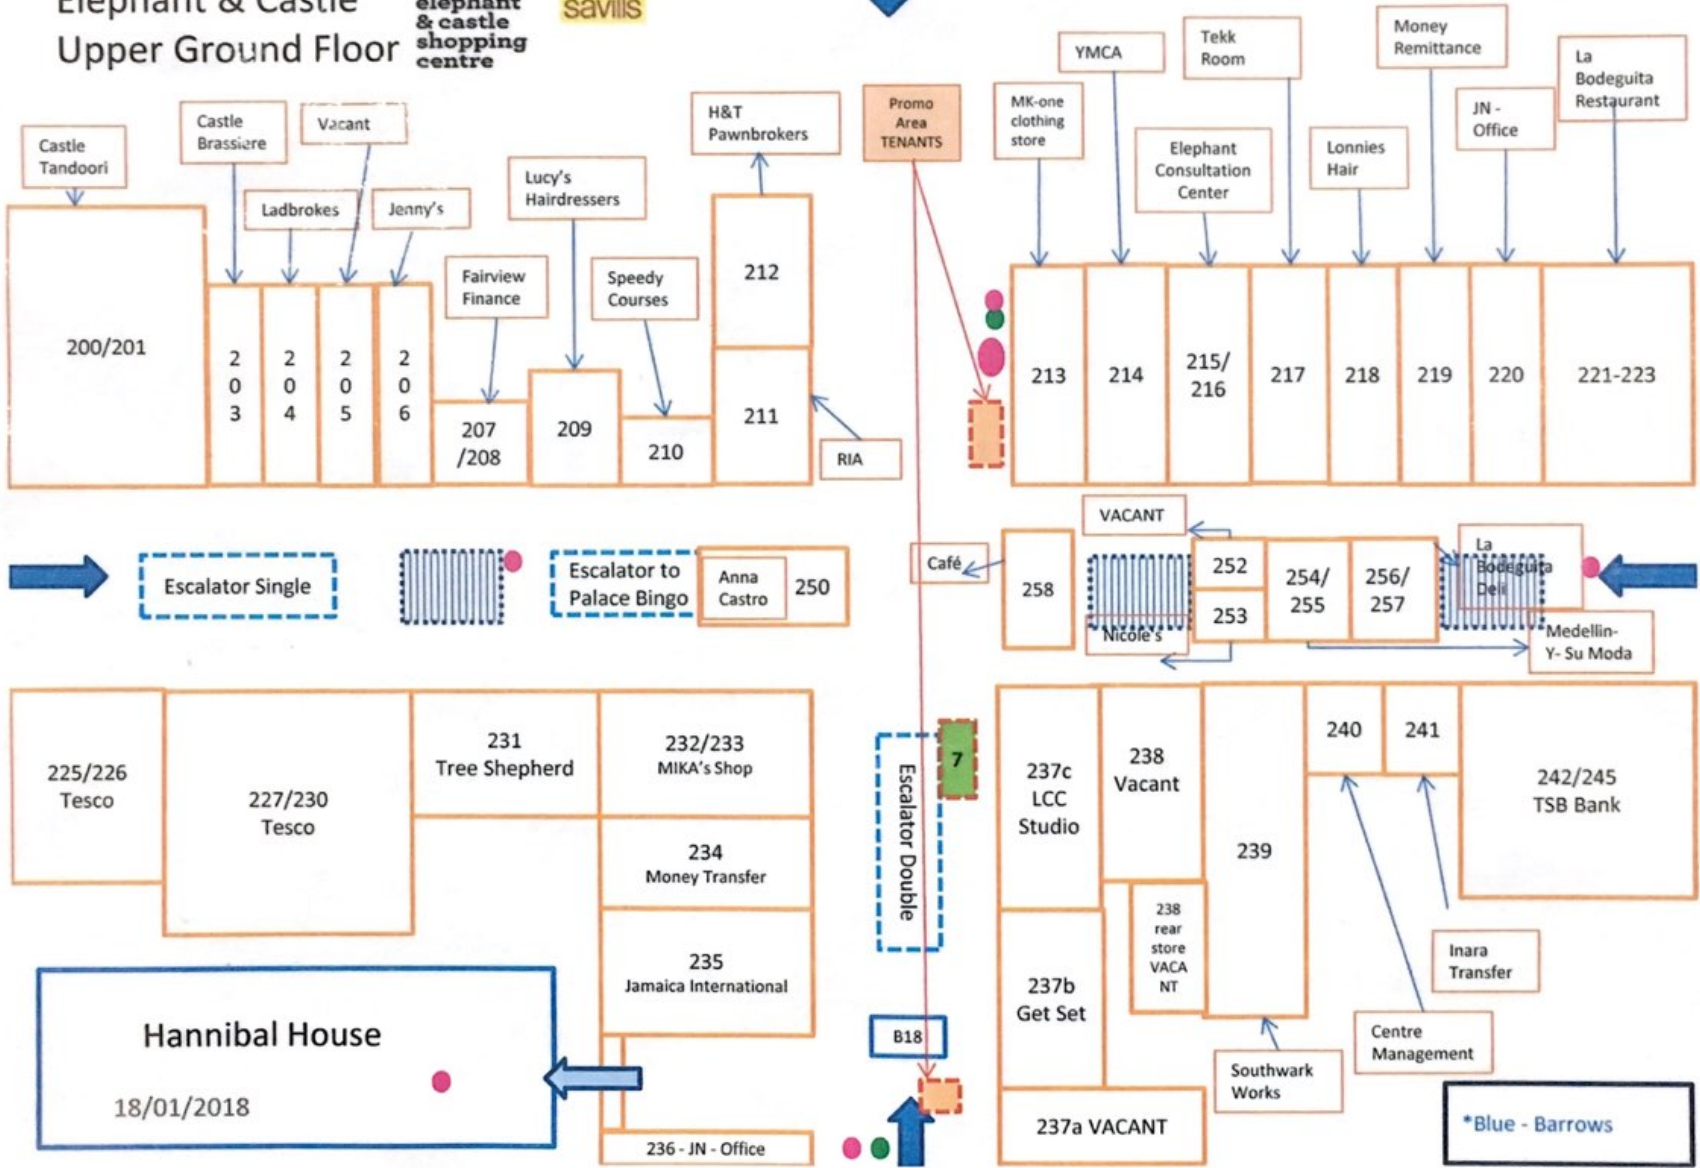 Elephant & Castle
Upper Ground Floor
elephant
& castle
shopping
centre
savills
Castle
Tandoori
Castle
Brassiere
Vacant
Ladbrokes
Jenny's
Fairview
Finance
Lucy's
Hairdressers
Speedy
Courses
H&T
Pawnbrokers
Promo
Area
TENANTS
MK-one
clothing
store
YMCA
Elephant
Consultation
Center
Tekk
Room
Lonnies
Hair
Money
Remittance
JN -
Office
La
Bodeguita
Restaurant
200/201
2
0
3
2
0
4
2
0
5
2
0
6
207
/208
209
210
212
211
RIA
213
214
215/
216
217
218
219
220
221-223
Escalator Single
Escalator to
Palace Bingo
Anna
Castro
250
Café
258
VACANT
Nicole's
252
253
254/
255
256/
257
La
Bodeguita
Deli
Medellin-
Y- Su Moda
225/226
Tesco
227/230
Tesco
231
Tree Shepherd
232/233
MIKA's Shop
234
Money Transfer
235
Jamaica International
236 - JN - Office
Escalator Double
7
B18
237c
LCC
Studio
238
Vacant
238
rear
store
VACA
NT
237b
Get Set
237a VACANT
239
240
241
242/245
TSB Bank
Inara
Transfer
Centre
Management
Southwark
Works
Hannibal House
18/01/2018
*Blue - Barrows